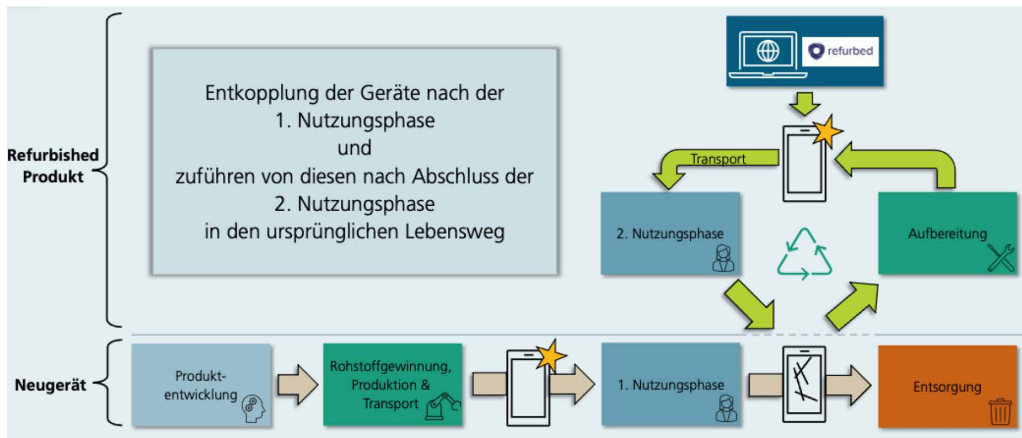 refurbed
Entkopplung der Geräte nach der
1. Nutzungsphase
und
zuführen von diesen nach Abschluss der
2. Nutzungsphase
in den ursprünglichen Lebensweg
Refurbished
Produkt
Transport
2. Nutzungsphase
Aufbereitung
Neugerät
Produkt-
entwicklung
Rohstoffgewinnung,
Produktion &
Transport
1. Nutzungsphase
Entsorgung